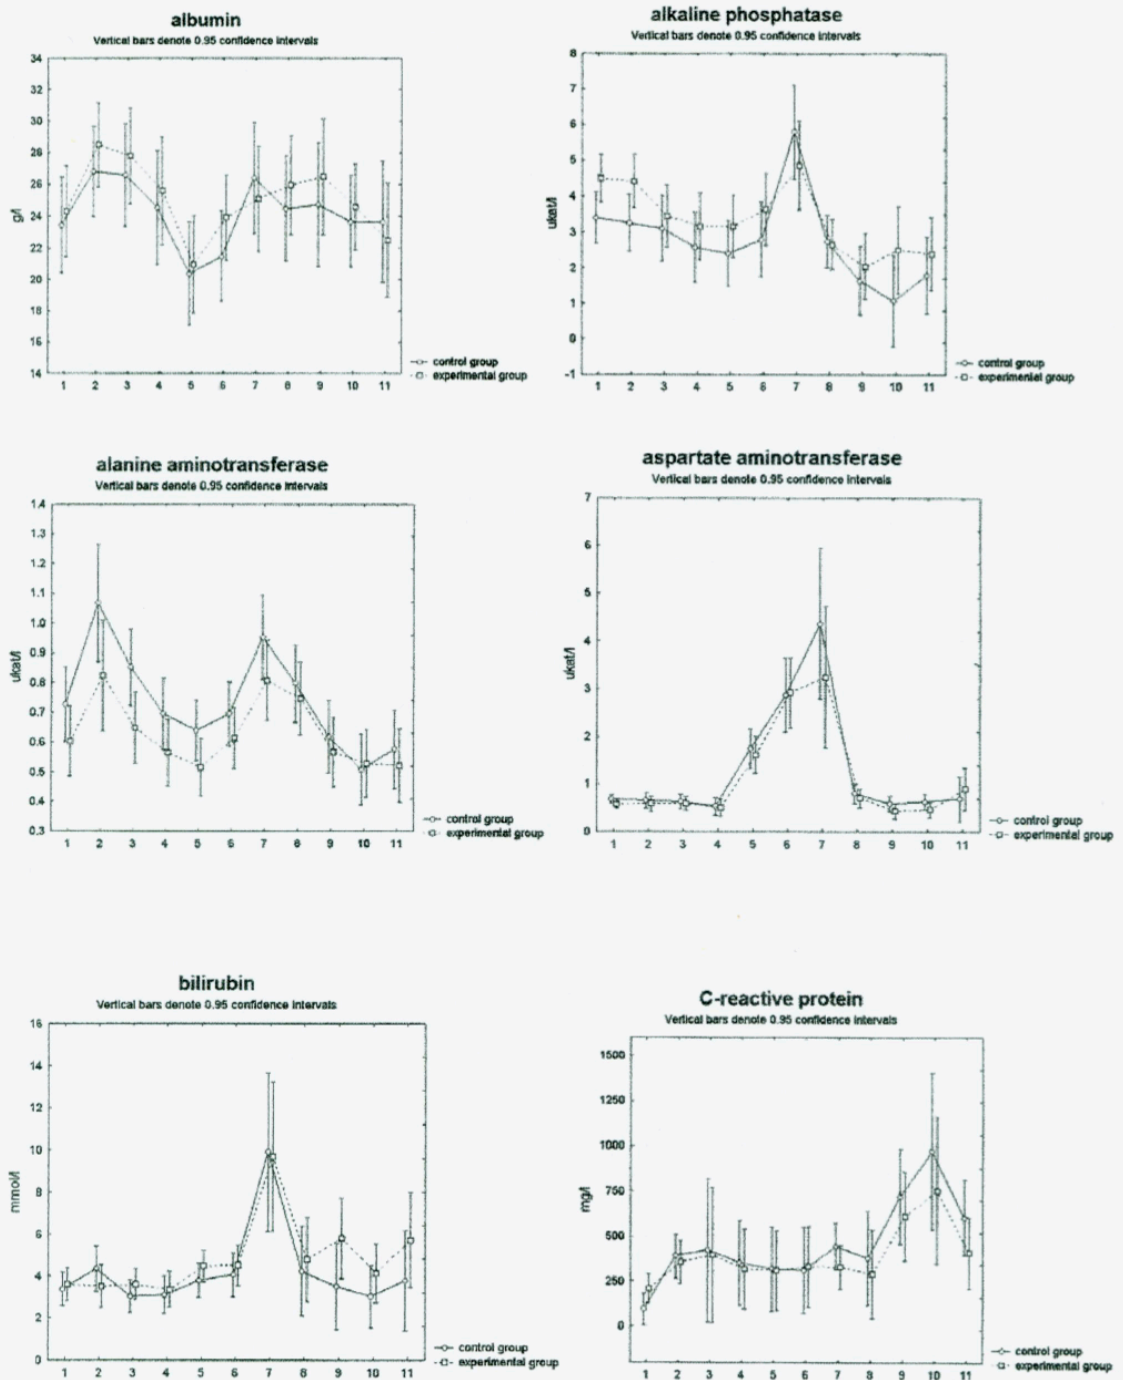 albumin
Vertical bars denote 0.95 confidence intervals
34
32
30
28
26
24
22
20
18
16
14
g/l
1 2 3 4 5 6 7 8 9 10 11
control group
experimental group
alkaline phosphatase
Vertical bars denote 0.95 confidence intervals
8
7
6
5
4
3
2
1
0
-1
ukat/l
1 2 3 4 5 6 7 8 9 10 11
control group
experimental group
alanine aminotransferase
Vertical bars denote 0.95 confidence intervals
1.4
1.3
1.2
1.1
1.0
0.9
0.8
0.7
0.6
0.5
0.4
0.3
ukat/l
1 2 3 4 5 6 7 8 9 10 11
control group
experimental group
aspartate aminotransferase
Vertical bars denote 0.95 confidence intervals
7
6
5
4
3
2
1
0
ukat/l
1 2 3 4 5 6 7 8 9 10 11
control group
experimental group
bilirubin
Vertical bars denote 0.95 confidence intervals
16
14
12
10
8
6
4
2
0
mmol/l
1 2 3 4 5 6 7 8 9 10 11
control group
experimental group
C-reactive protein
Vertical bars denote 0.95 confidence intervals
1500
1250
1000
750
500
250
0
mg/l
1 2 3 4 5 6 7 8 9 10 11
control group
experimental group